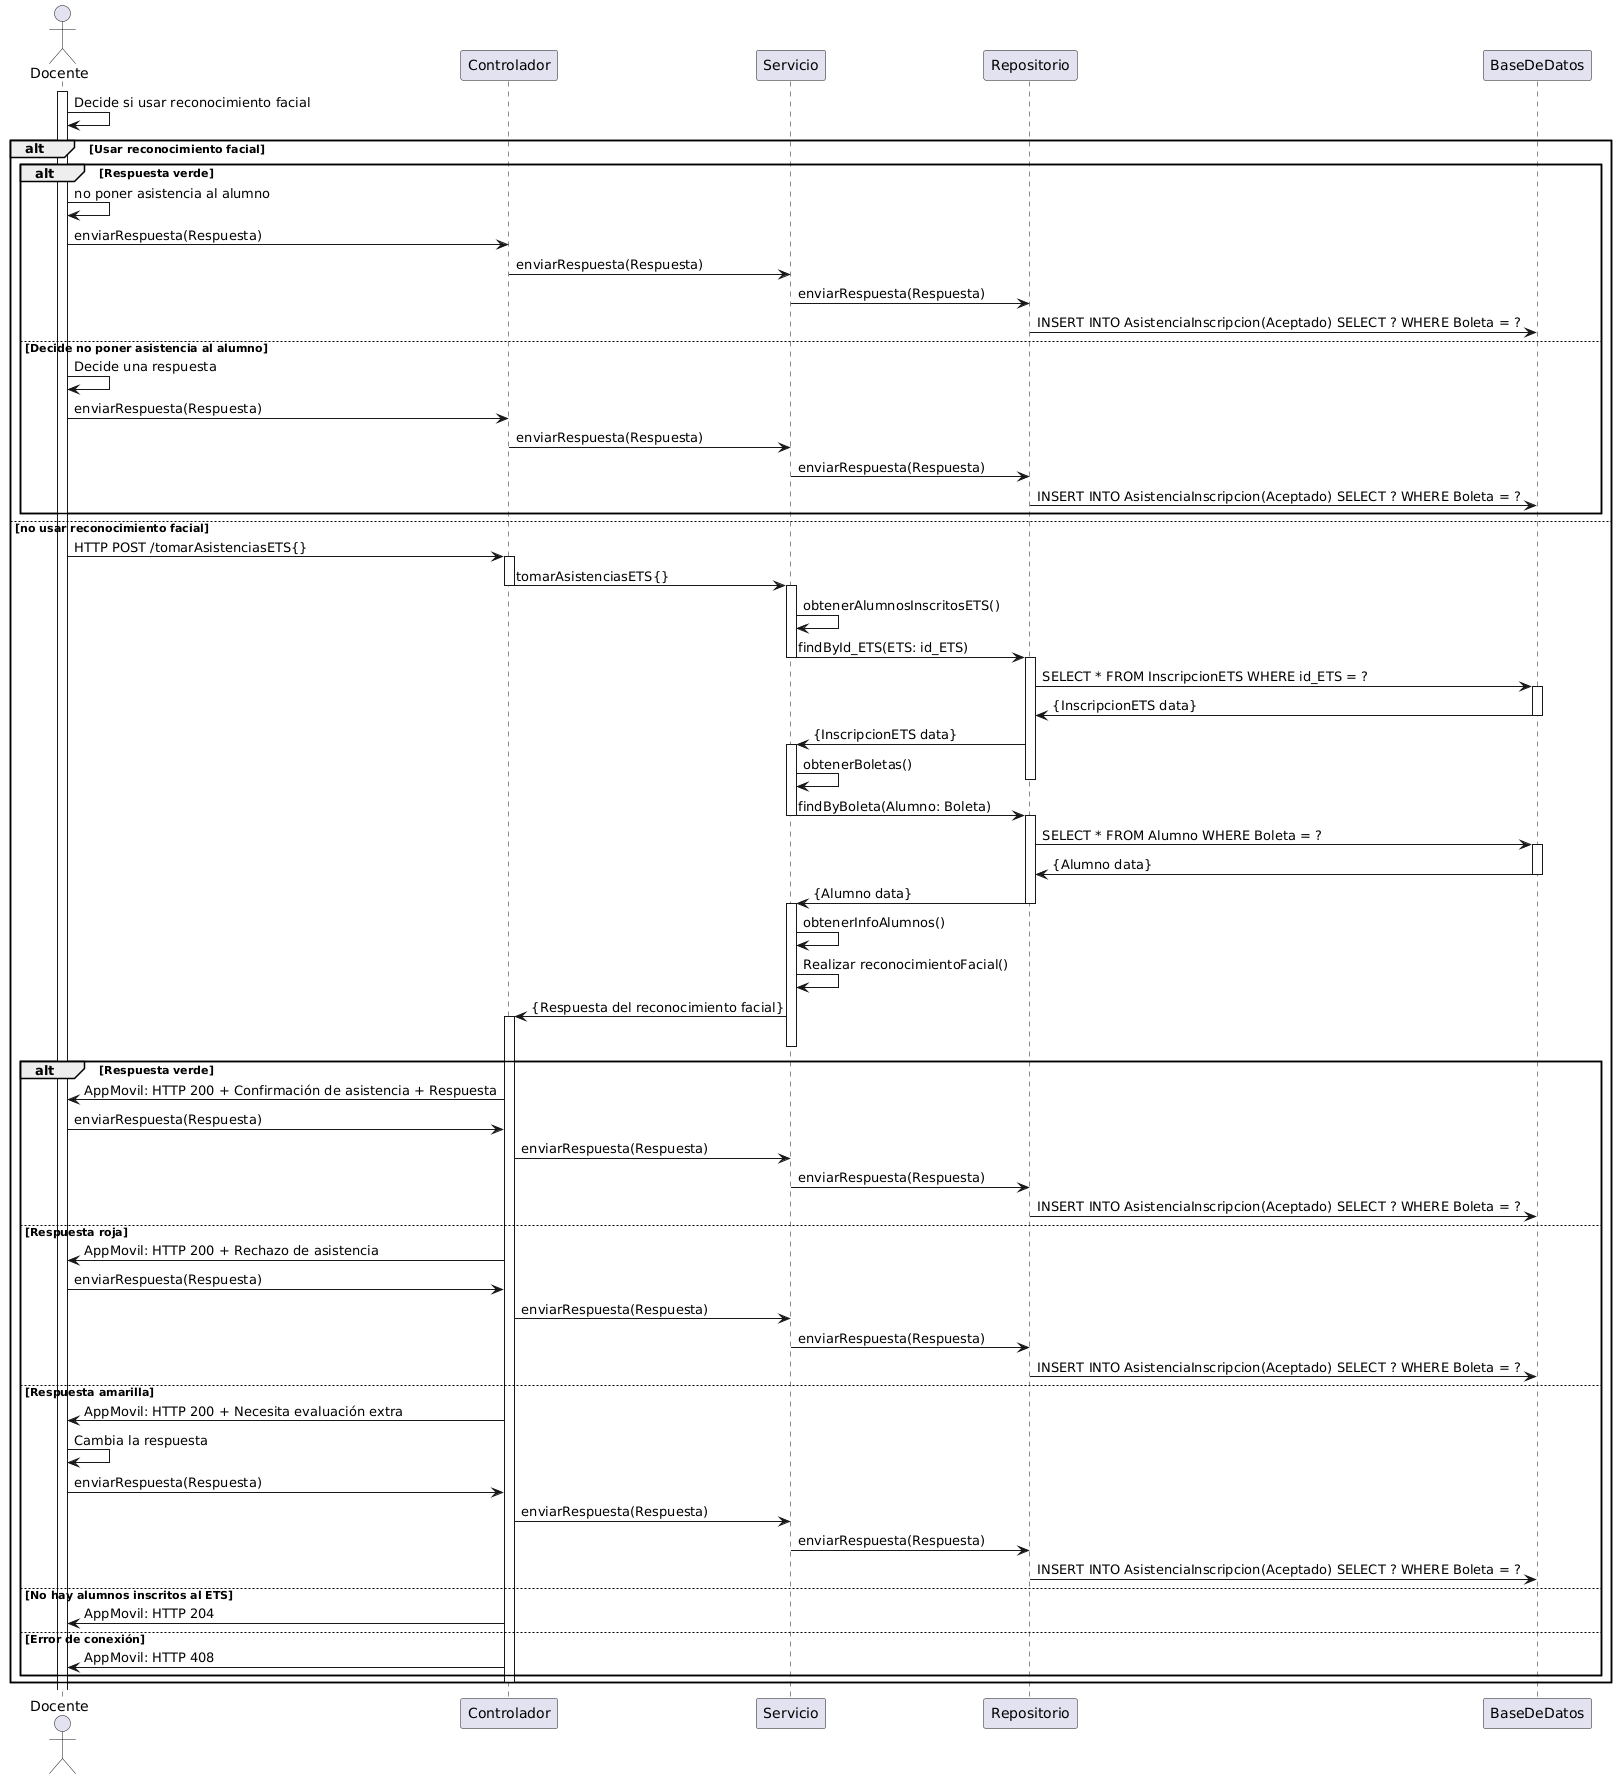 Docente
Controlador
Servicio
Repositorio
BaseDeDatos
Decide si usar reconocimiento facial
alt
[Usar reconocimiento facial]
alt
[Respuesta verde]
no poner asistencia al alumno
enviarRespuesta(Respuesta)
enviarRespuesta(Respuesta)
enviarRespuesta(Respuesta)
INSERT INTO AsistenciaInscripcion(Aceptado) SELECT ? WHERE Boleta = ?
[Decide no poner asistencia al alumno]
Decide una respuesta
enviarRespuesta(Respuesta)
enviarRespuesta(Respuesta)
enviarRespuesta(Respuesta)
INSERT INTO AsistenciaInscripcion(Aceptado) SELECT ? WHERE Boleta = ?
[no usar reconocimiento facial]
HTTP POST /tomarAsistenciasETS{}
tomarAsistenciasETS{}
obtenerAlumnosInscritosETS()
findById_ETS(ETS: id_ETS)
SELECT * FROM InscripcionETS WHERE id_ETS = ?
{InscripcionETS data}
{InscripcionETS data}
obtenerBoletas()
findByBoleta(Alumno: Boleta)
SELECT * FROM Alumno WHERE Boleta = ?
{Alumno data}
{Alumno data}
obtenerInfoAlumnos()
Realizar reconocimientoFacial()
{Respuesta del reconocimiento facial}
alt
[Respuesta verde]
AppMovil: HTTP 200 + Confirmación de asistencia + Respuesta
enviarRespuesta(Respuesta)
enviarRespuesta(Respuesta)
enviarRespuesta(Respuesta)
INSERT INTO AsistenciaInscripcion(Aceptado) SELECT ? WHERE Boleta = ?
[Respuesta roja]
AppMovil: HTTP 200 + Rechazo de asistencia
enviarRespuesta(Respuesta)
enviarRespuesta(Respuesta)
enviarRespuesta(Respuesta)
INSERT INTO AsistenciaInscripcion(Aceptado) SELECT ? WHERE Boleta = ?
[Respuesta amarilla]
AppMovil: HTTP 200 + Necesita evaluación extra
Cambia la respuesta
enviarRespuesta(Respuesta)
enviarRespuesta(Respuesta)
enviarRespuesta(Respuesta)
INSERT INTO AsistenciaInscripcion(Aceptado) SELECT ? WHERE Boleta = ?
[No hay alumnos inscritos al ETS]
AppMovil: HTTP 204
[Error de conexión]
AppMovil: HTTP 408
Docente
Controlador
Servicio
Repositorio
BaseDeDatos